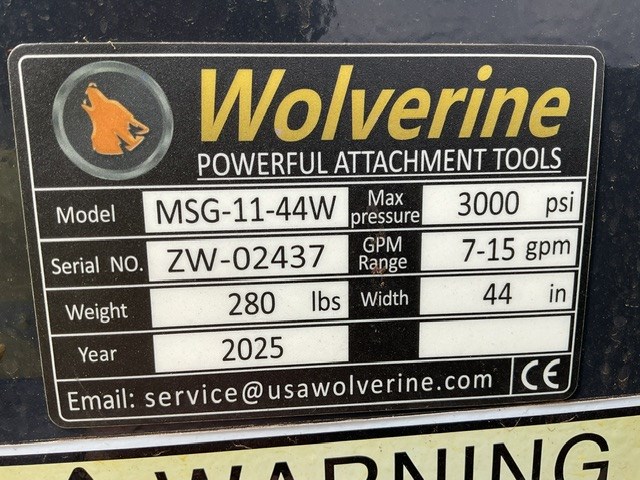 Wolverine
POWERFUL ATTACHMENT TOOLS
Model MSG-11-44W Max pressure 3000 psi
Serial NO. ZW-02437 GPM Range 7-15 gpm
Weight 280 lbs Width 44 in
Year 2025
Email: service@usawolverine.com CE
WARNING